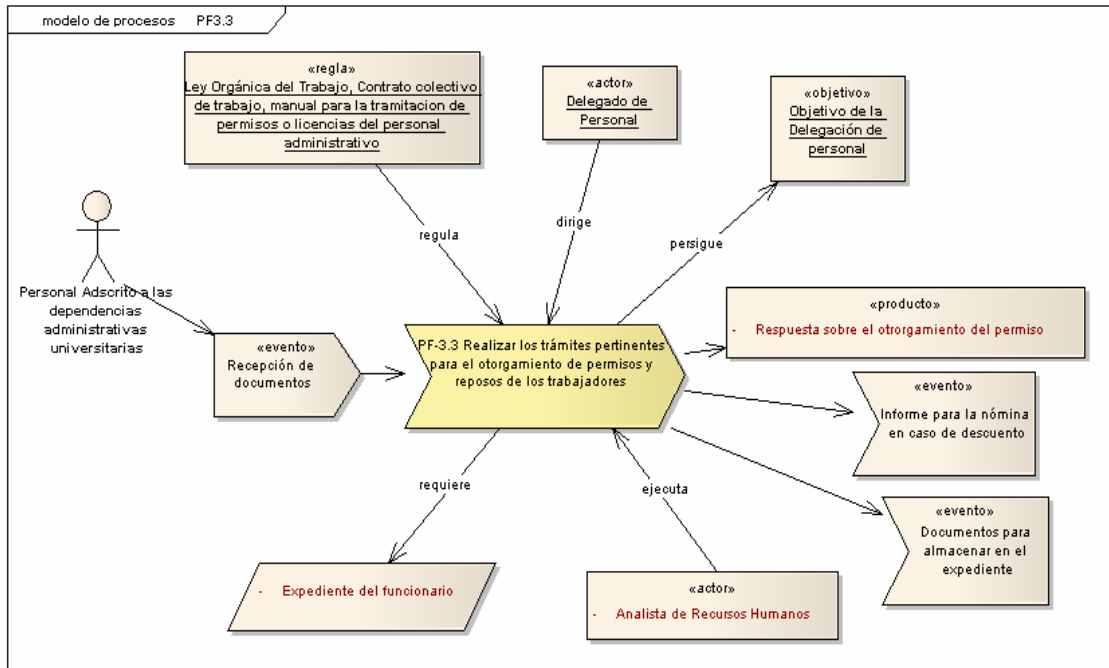 modelo de procesos PF3.3
«regla»
Ley Orgánica del Trabajo, Contrato colectivo
de trabajo, manual para la tramitacion de
permisos o licencias del personal
administrativo
«actor»
Delegado de
Personal
«objetivo»
Objetivo de la
Delegación de
personal
regula
dirige
persigue
Personal Adscrito a las
dependencias
administrativas
universitarias
«evento»
Recepción de
documentos
PF-3.3 Realizar los trámites pertinentes
para el otorgamiento de permisos y
reposos de los trabajadores
«producto»
- Respuesta sobre el otrorgamiento del permiso
«evento»
Informe para la nómina
en caso de descuento
«evento»
Documentos para
almacenar en el
expediente
requiere
ejecuta
- Expediente del funcionario
«actor»
- Analista de Recursos Humanos